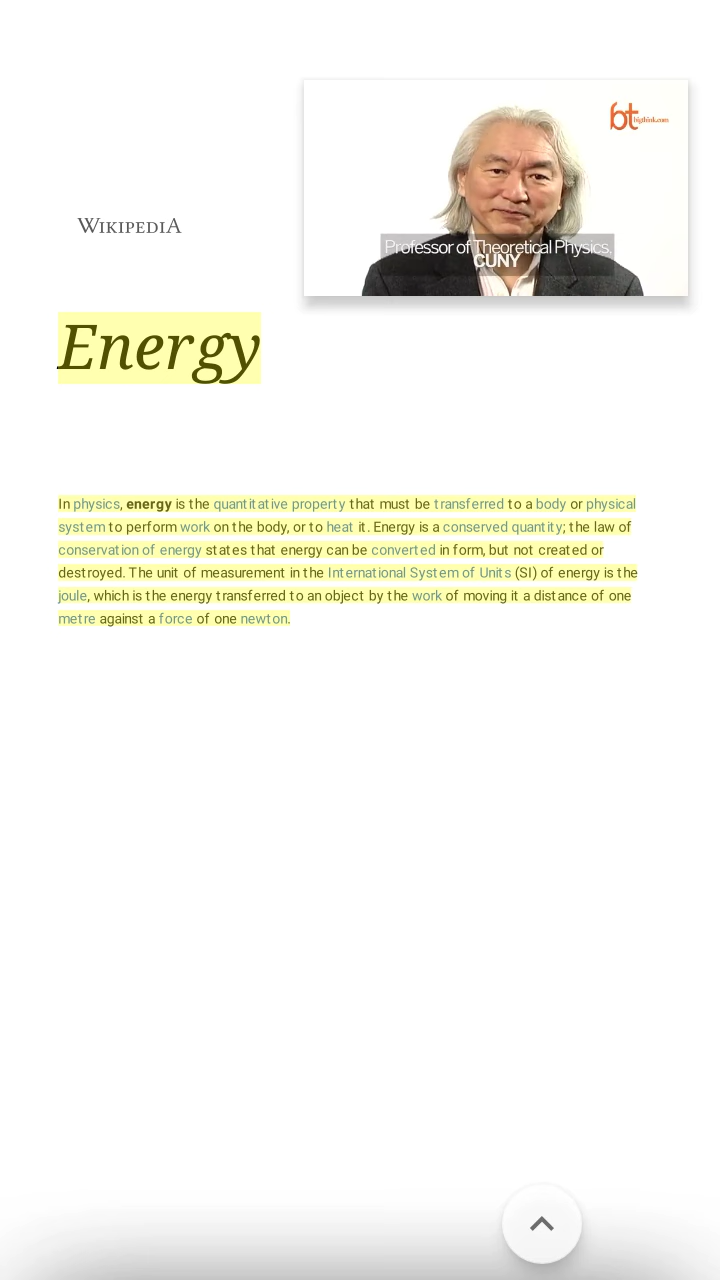 bt bigthink.com
WIKIPEDIA
Professor of Theoretical Physics,
CUNY
Energy
In physics, energy is the quantitative property that must be transferred to a body or physical
system to perform work on the body, or to heat it. Energy is a conserved quantity; the law of
conservation of energy states that energy can be converted in form, but not created or
destroyed. The unit of measurement in the International System of Units (SI) of energy is the
joule, which is the energy transferred to an object by the work of moving it a distance of one
metre against a force of one newton.